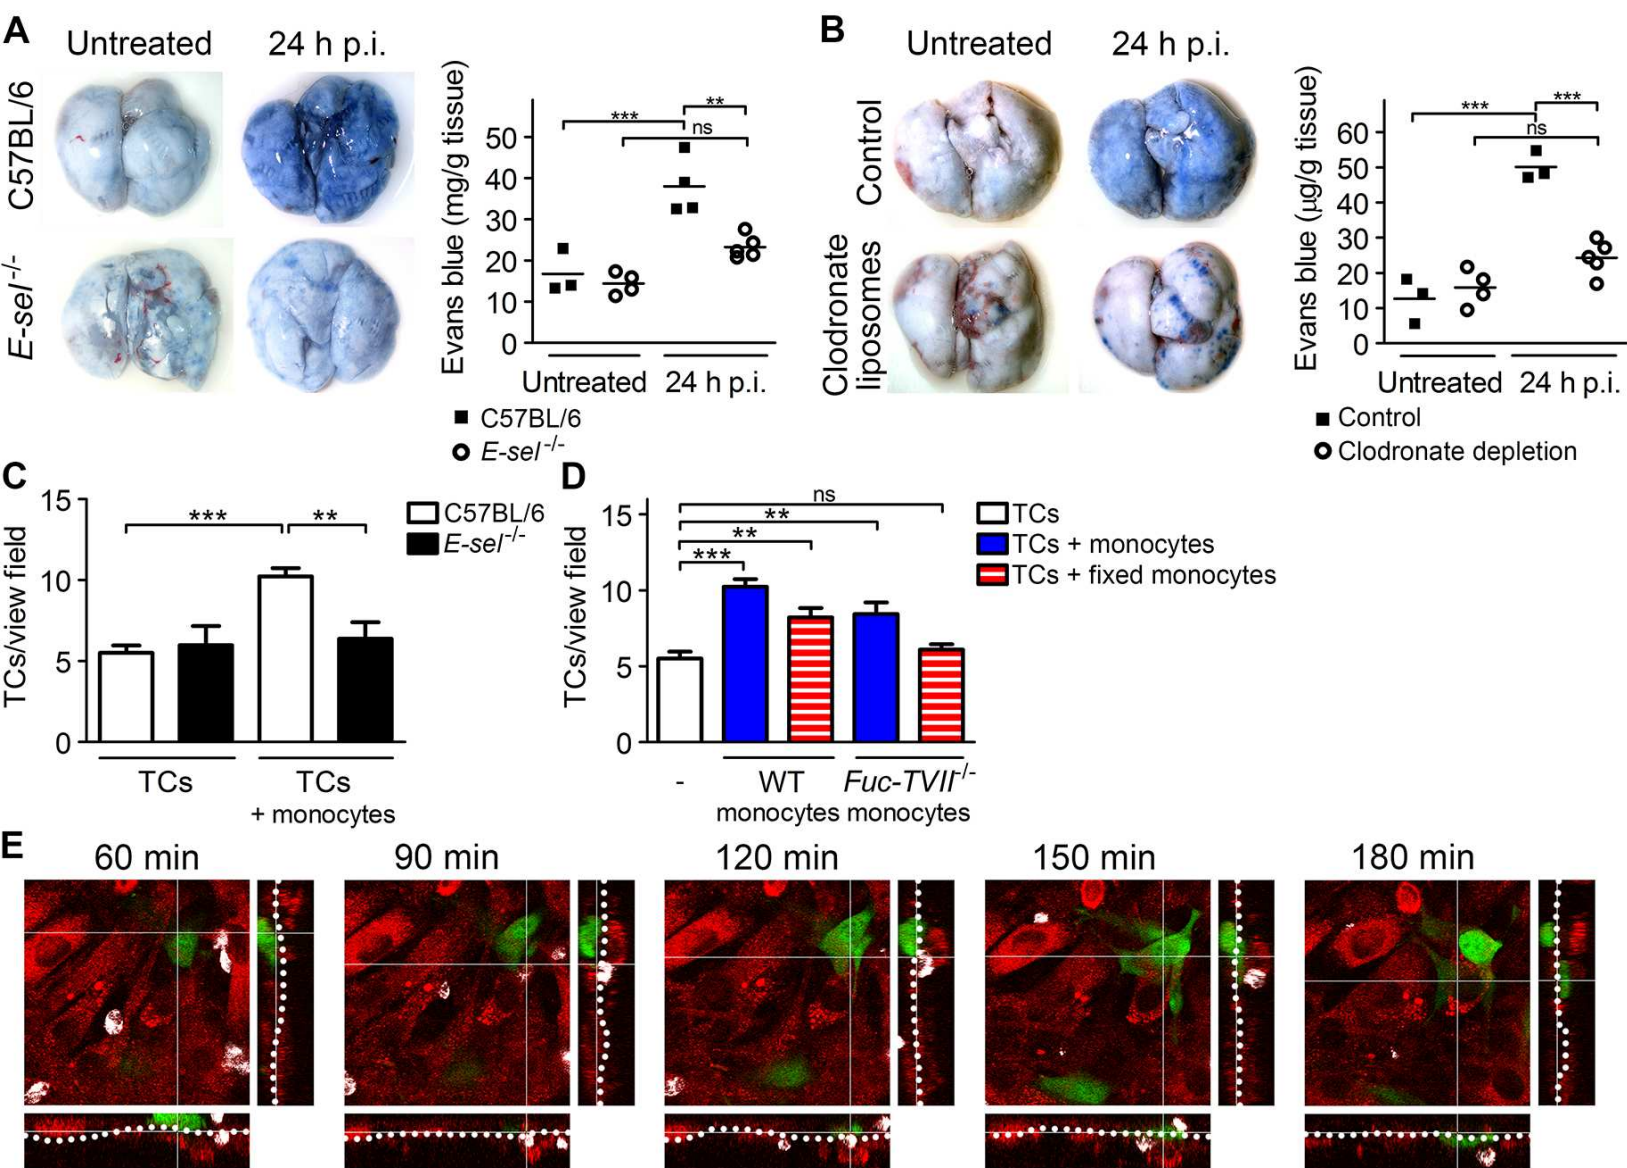 A
Untreated
24 h p.i.
C57BL/6
E-sel-/-
Evans blue (mg/g tissue)
50
40
30
20
10
0
***
**
ns
Untreated
24 h p.i.
C57BL/6
E-sel-/-
B
Untreated
24 h p.i.
Control
Clodronate
liposomes
Evans blue (µg/g tissue)
60
50
40
30
20
10
0
***
***
ns
Untreated
24 h p.i.
Control
Clodronate depletion
C
TCs/view field
15
10
5
0
***
**
C57BL/6
E-sel-/-
TCs
TCs
+ monocytes
D
TCs/view field
15
10
5
0
ns
**
**
***
TCs
TCs + monocytes
TCs + fixed monocytes
-
WT
monocytes
Fuc-TVII-/-
monocytes
E
60 min
90 min
120 min
150 min
180 min